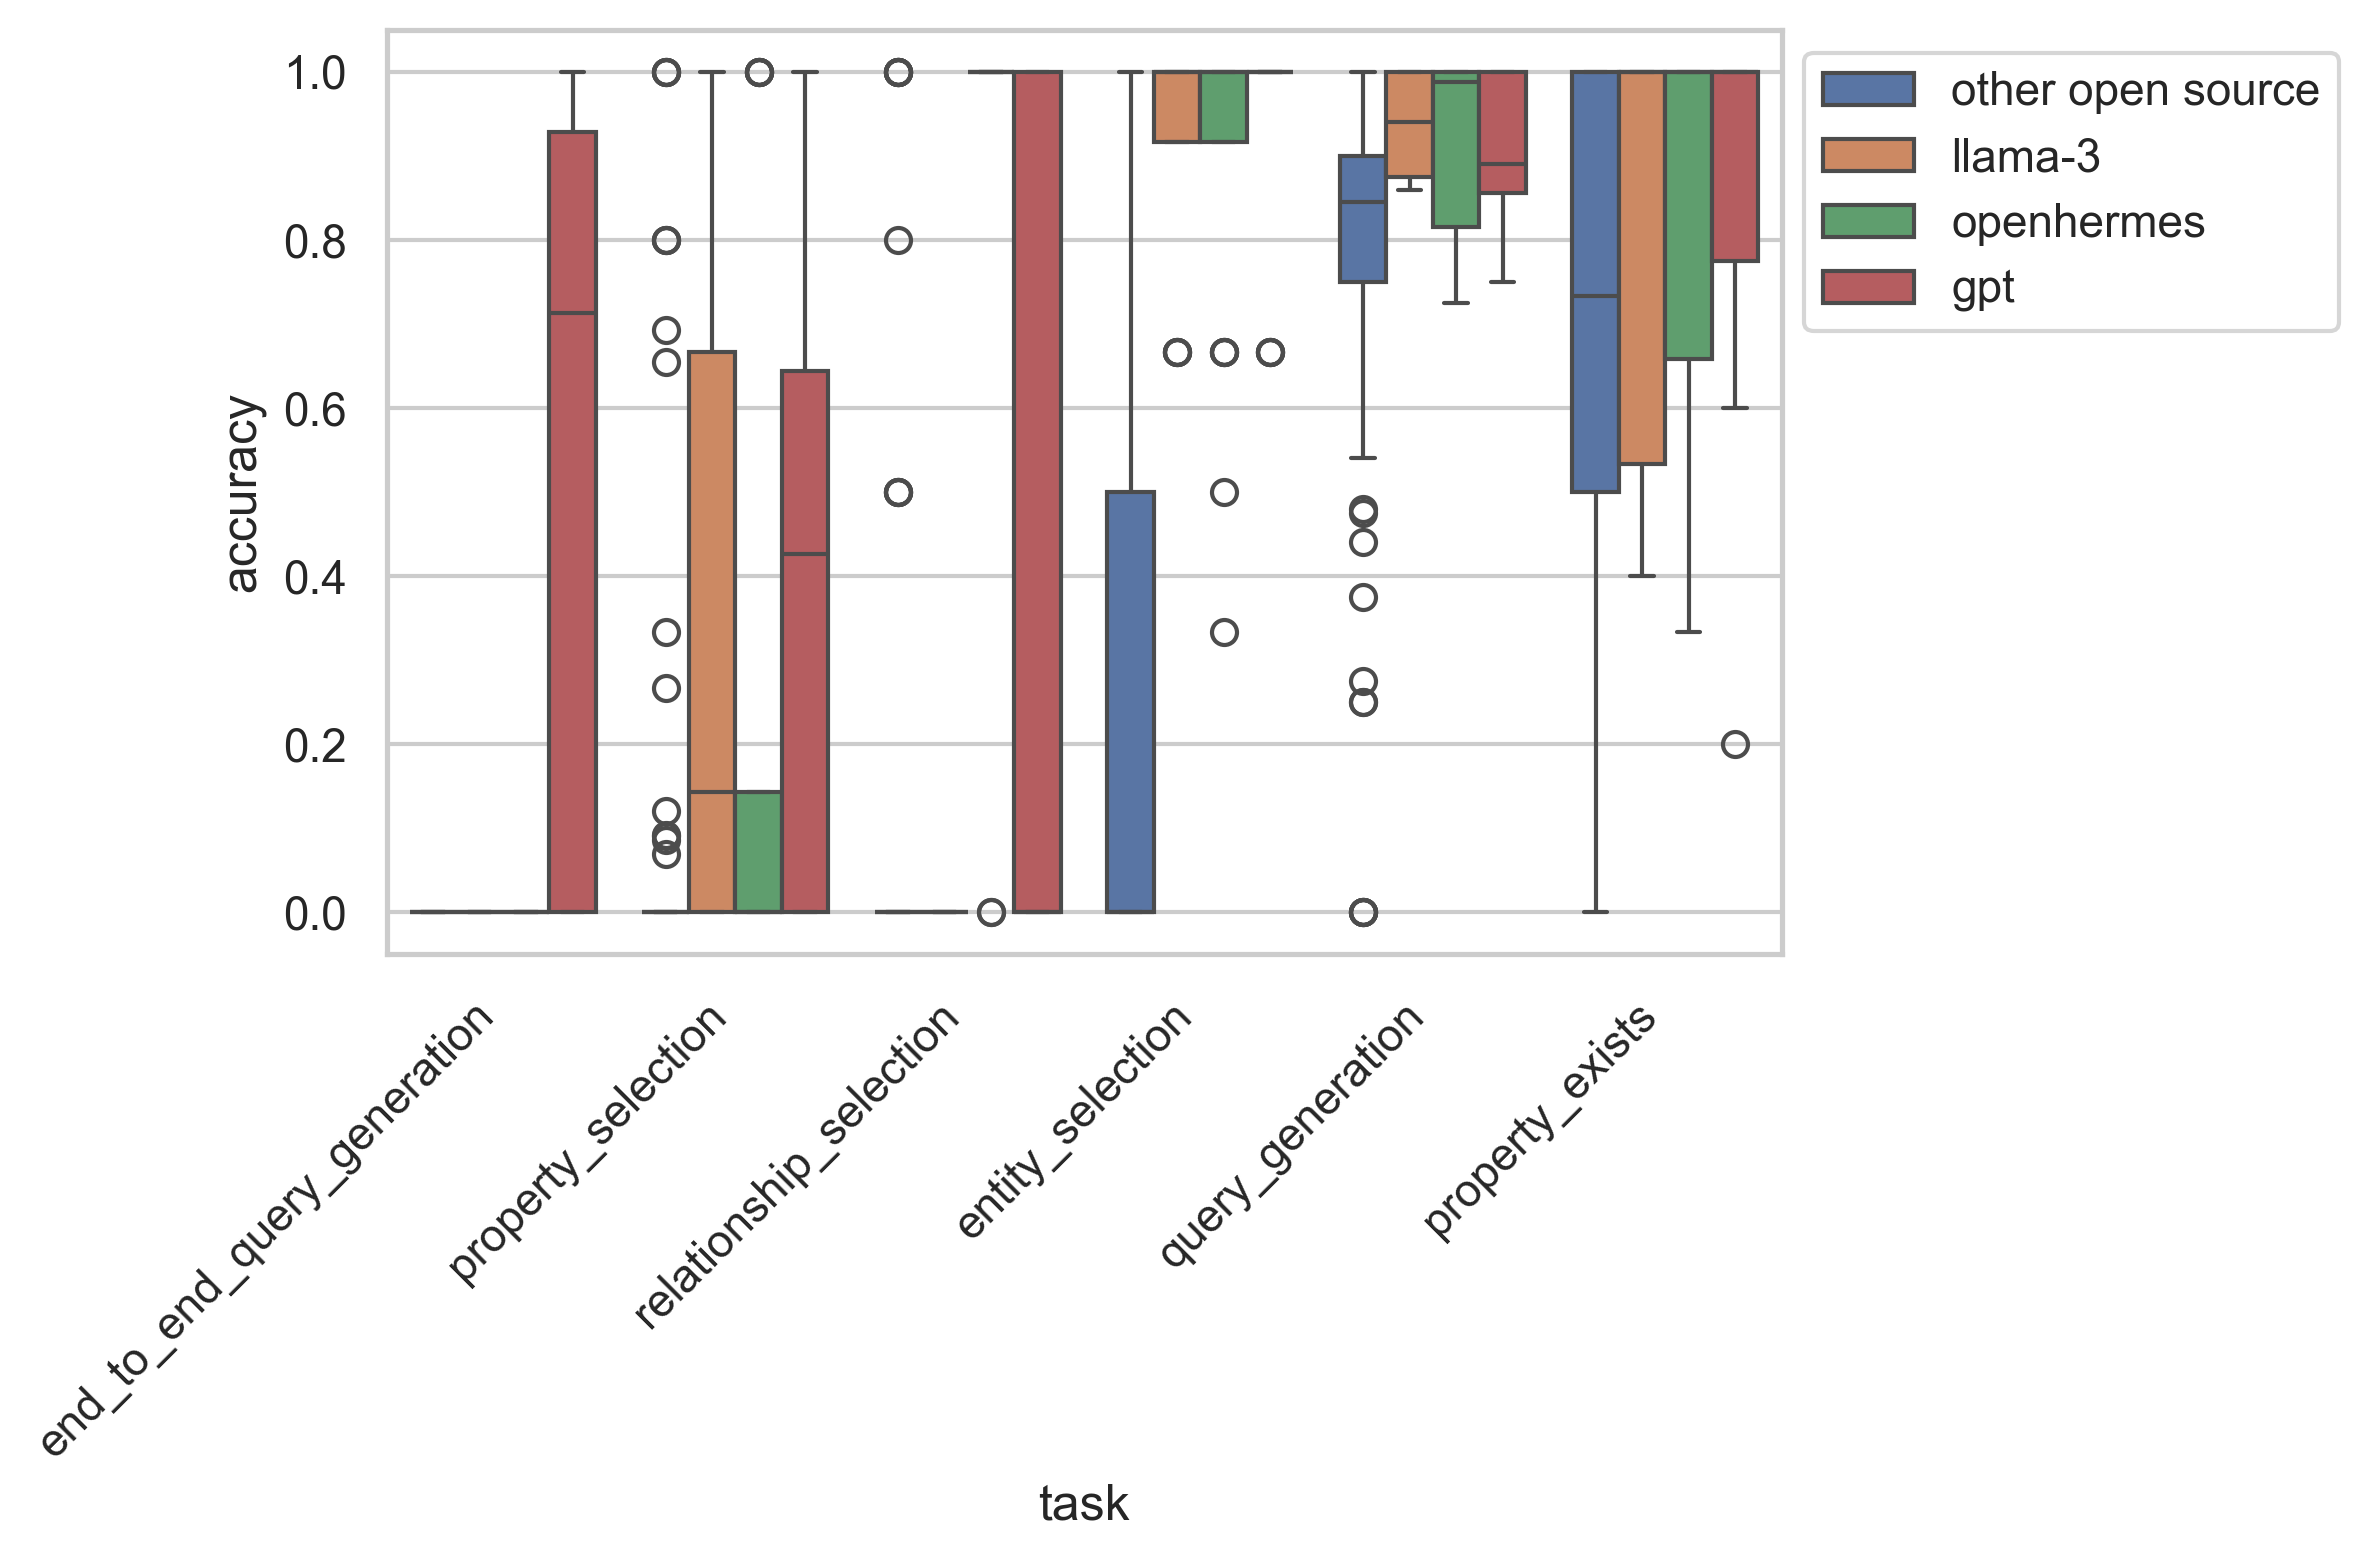 1.0
0.8
0.6
0.4
0.2
0.0
accuracy
end_to_end_query_generation
property_selection
relationship_selection
entity_selection
query_generation
property_exists
task
other open source
llama-3
openhermes
gpt